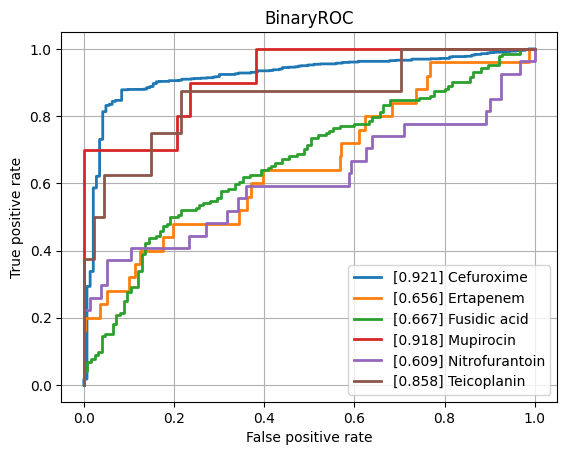 BinaryROC
True positive rate
1.0
0.8
0.6
0.4
0.2
0.0
[0.921] Cefuroxime
[0.656] Ertapenem
[0.667] Fusidic acid
[0.918] Mupirocin
[0.609] Nitrofurantoin
[0.858] Teicoplanin
0.0 0.2 0.4 0.6 0.8 1.0
False positive rate